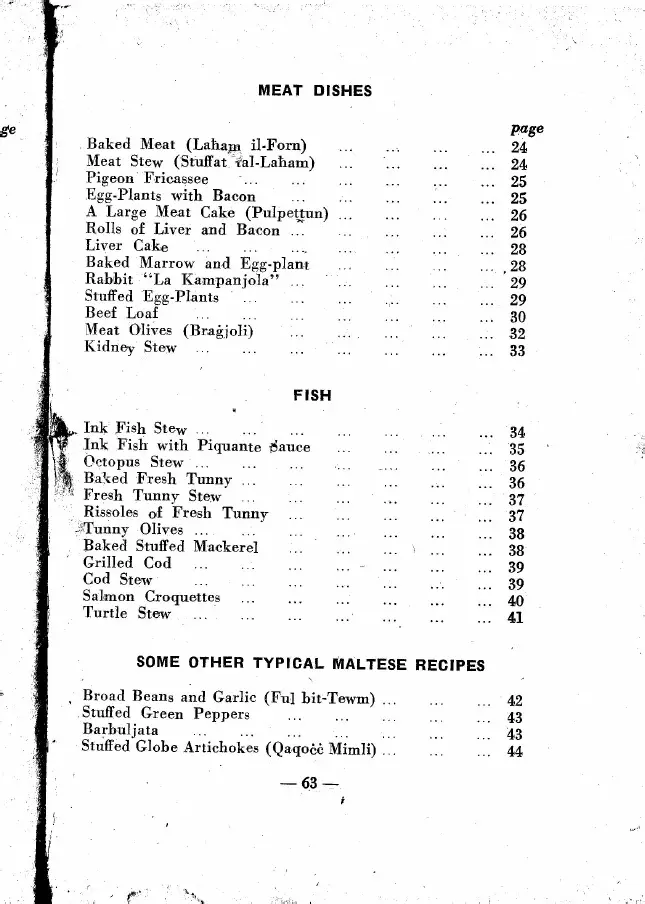 MEAT DISHES
ge
page
Baked Meat (Laħam il-Forn) ... ... ... ... 24
Meat Stew (Stuffat tal-Laħam) ... ... ... ... 24
Pigeon Fricassee ... ... ... ... ... ... 25
Egg-Plants with Bacon ... ... ... ... ... 25
A Large Meat Cake (Pulpettun) ... ... ... ... 26
Rolls of Liver and Bacon ... ... ... ... ... 26
Liver Cake ... ... ... ... ... ... ... 28
Baked Marrow and Egg-plant ... ... ... ... 28
Rabbit “La Kampanjola” ... ... ... ... ... 29
Stuffed Egg-Plants ... ... ... ... ... ... 29
Beef Loaf ... ... ... ... ... ... ... 30
Meat Olives (Braġjoli) ... ... ... ... ... 32
Kidney Stew ... ... ... ... ... ... ... 33
FISH
Ink Fish Stew ... ... ... ... ... ... ... 34
Ink Fish with Piquante Sauce ... ... ... ... 35
Octopus Stew ... ... ... ... ... ... ... 36
Baked Fresh Tunny ... ... ... ... ... ... 36
Fresh Tunny Stew ... ... ... ... ... ... 37
Rissoles of Fresh Tunny ... ... ... ... ... 37
Tunny Olives ... ... ... ... ... ... ... 38
Baked Stuffed Mackerel ... ... ... ... ... 38
Grilled Cod ... ... ... ... ... ... ... 39
Cod Stew ... ... ... ... ... ... ... 39
Salmon Croquettes ... ... ... ... ... ... 40
Turtle Stew ... ... ... ... ... ... ... 41
SOME OTHER TYPICAL MALTESE RECIPES
Broad Beans and Garlic (Ful bit-Tewm) ... ... ... 42
Stuffed Green Peppers ... ... ... ... ... 43
Barbuljata ... ... ... ... ... ... ... 43
Stuffed Globe Artichokes (Qaqoċċ Mimli) ... ... ... 44
— 63 —